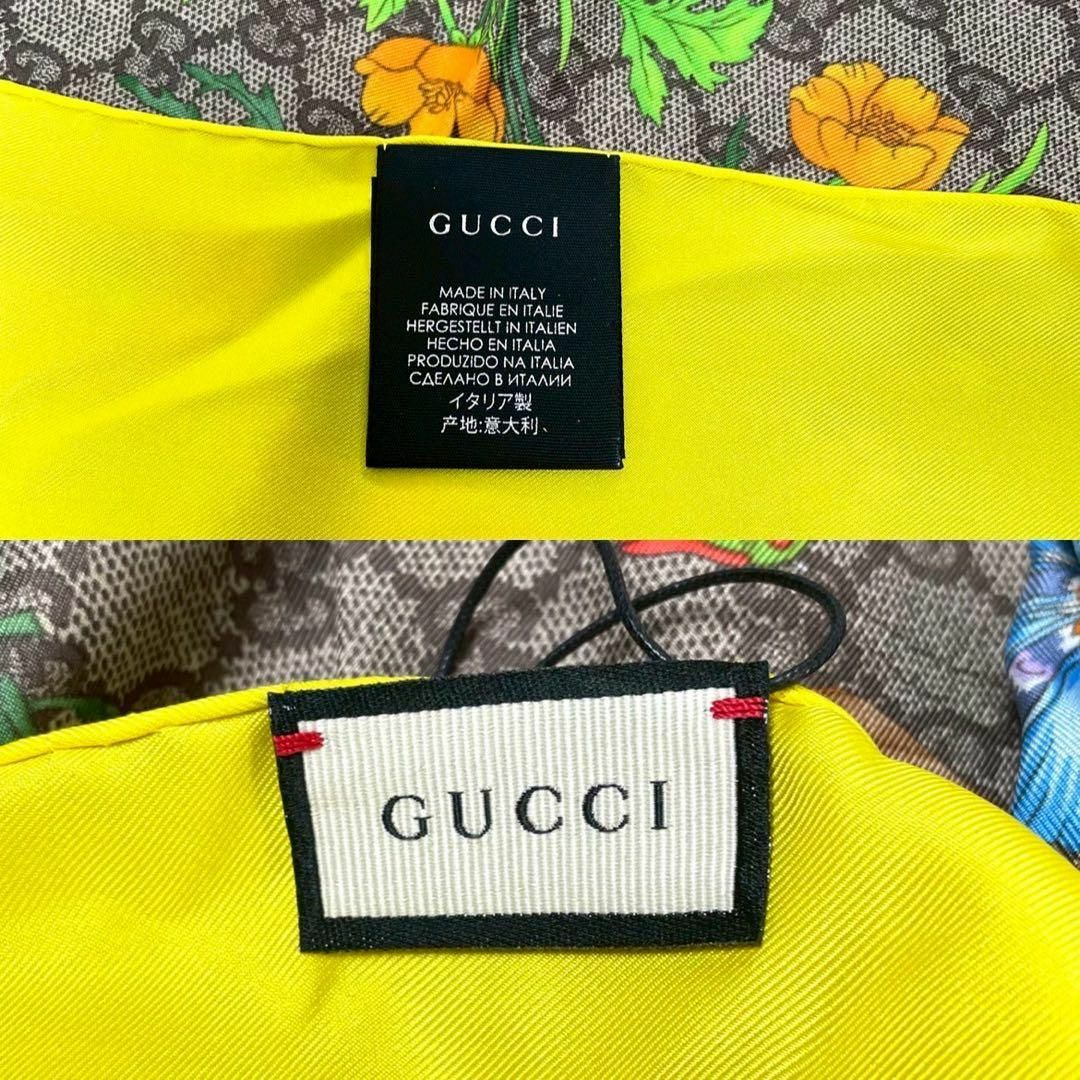 GUCCI
MADE IN ITALY
FABRIQUE EN ITALIE
HERGESTELLT IN ITALIEN
HECHO EN ITALIA
PRODUZIDO NA ITALIA
СДЕЛАНО В ИТАЛИИ
イタリア製
产地:意大利、
GUCCI